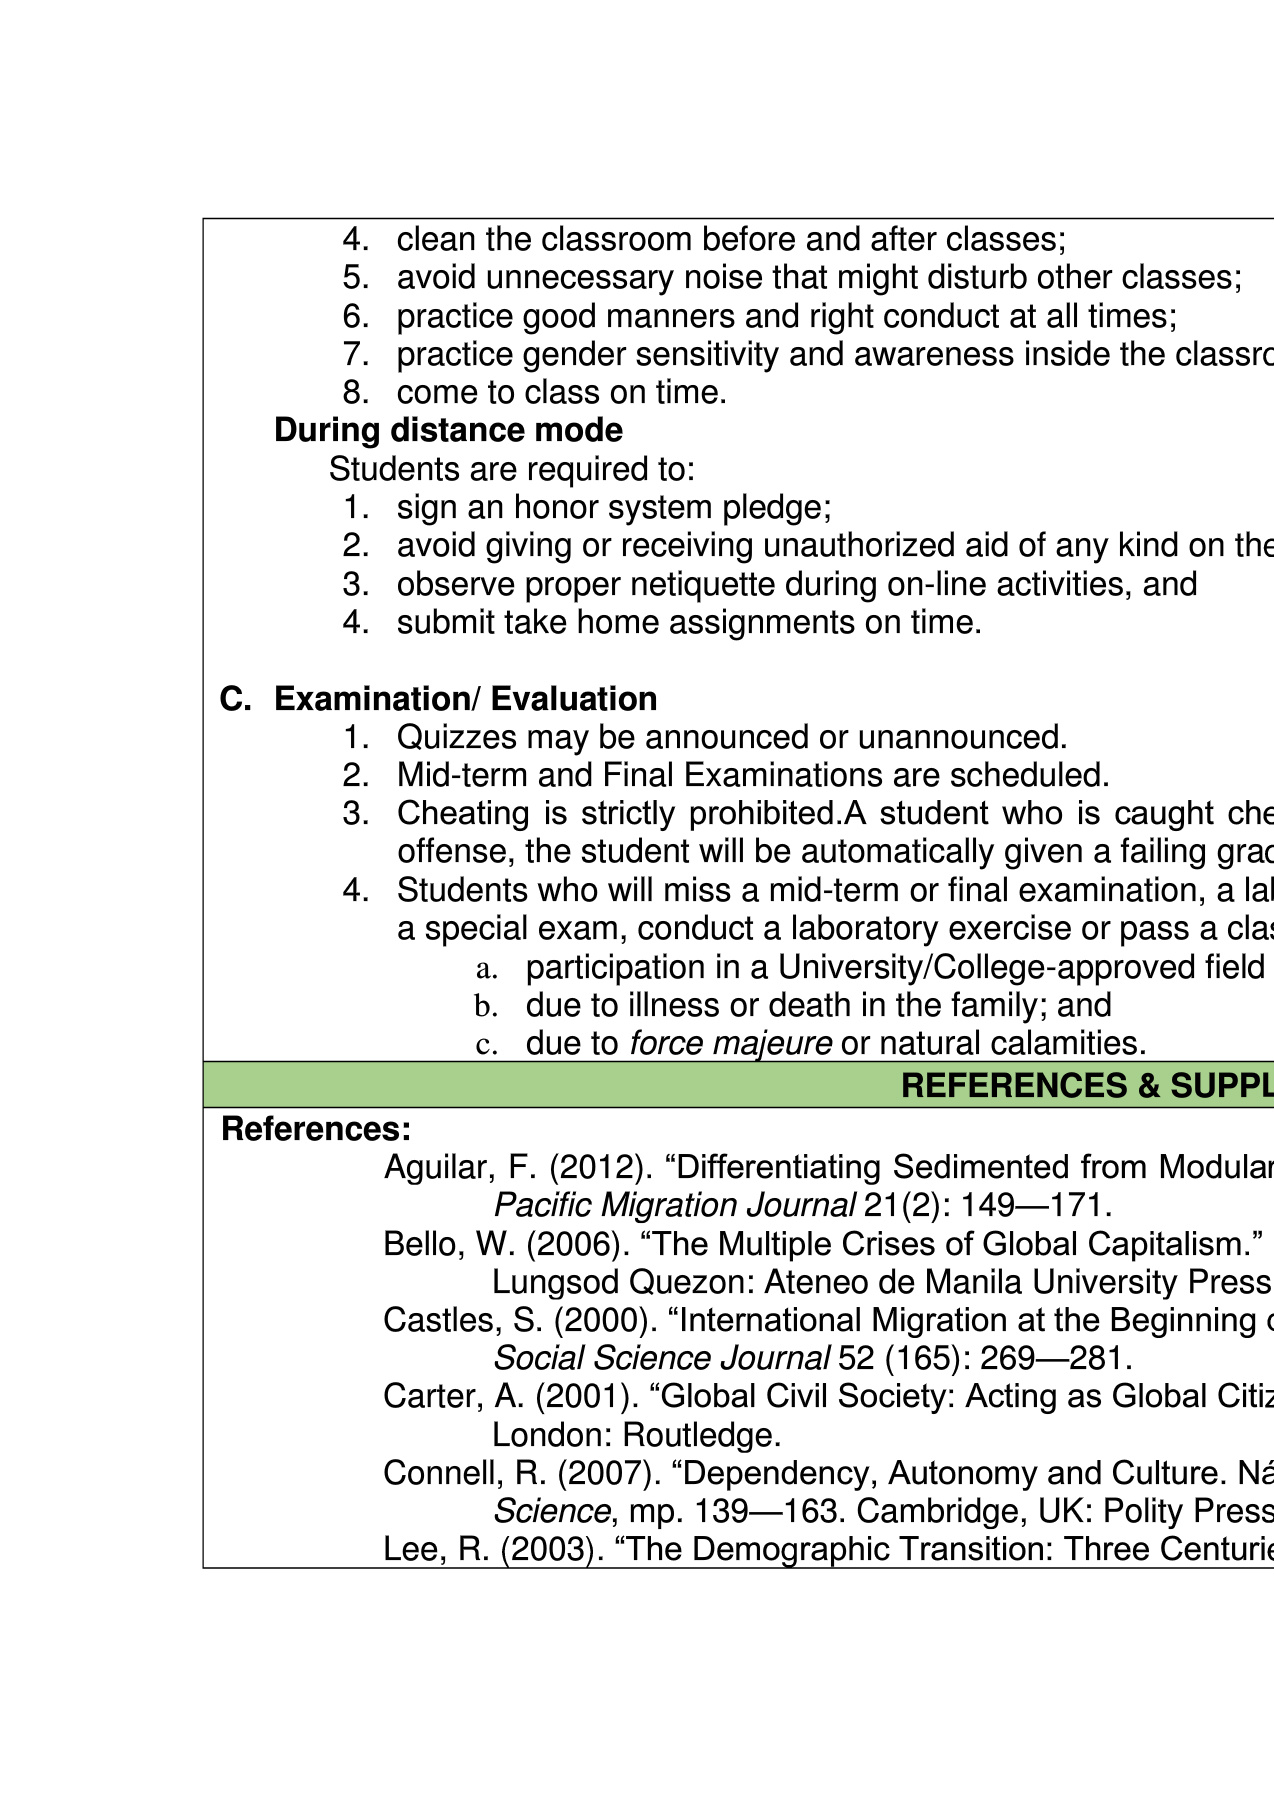 4. clean the classroom before and after classes;
5. avoid unnecessary noise that might disturb other classes;
6. practice good manners and right conduct at all times;
7. practice gender sensitivity and awareness inside the classro
8. come to class on time.
During distance mode
Students are required to:
1. sign an honor system pledge;
2. avoid giving or receiving unauthorized aid of any kind on the
3. observe proper netiquette during on-line activities, and
4. submit take home assignments on time.
C. Examination/ Evaluation
1. Quizzes may be announced or unannounced.
2. Mid-term and Final Examinations are scheduled.
3. Cheating is strictly prohibited.A student who is caught che
offense, the student will be automatically given a failing grad
4. Students who will miss a mid-term or final examination, a lab
a special exam, conduct a laboratory exercise or pass a clas
a. participation in a University/College-approved field
b. due to illness or death in the family; and
c. due to force majeure or natural calamities.
REFERENCES & SUPPL
References:
Aguilar, F. (2012). “Differentiating Sedimented from Modular
Pacific Migration Journal 21(2): 149—171.
Bello, W. (2006). “The Multiple Crises of Global Capitalism.”
Lungsod Quezon: Ateneo de Manila University Press
Castles, S. (2000). “International Migration at the Beginning o
Social Science Journal 52 (165): 269—281.
Carter, A. (2001). “Global Civil Society: Acting as Global Citiz
London: Routledge.
Connell, R. (2007). “Dependency, Autonomy and Culture. Ná
Science, mp. 139—163. Cambridge, UK: Polity Press
Lee, R. (2003). “The Demographic Transition: Three Centurie